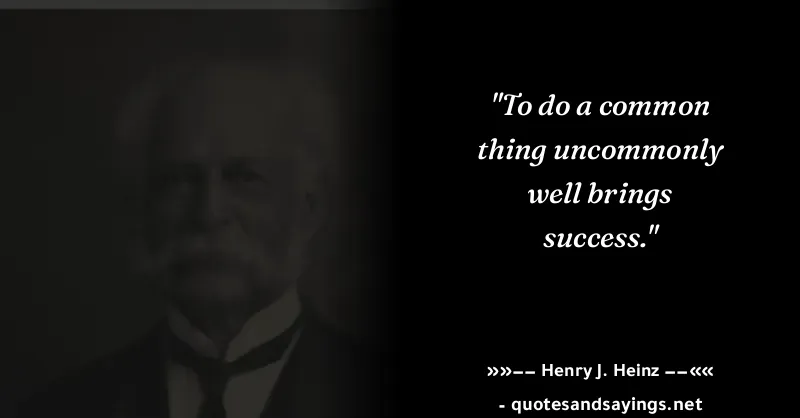 "To do a common
thing uncommonly
well brings
success."
»»–– Henry J. Heinz ––««
- quotesandsayings.net